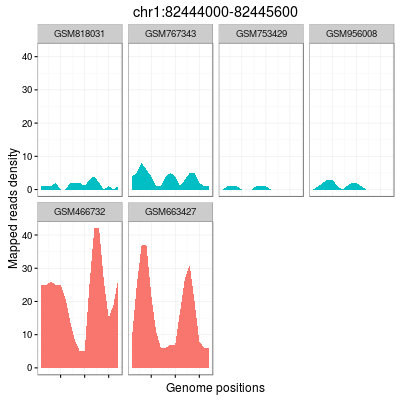 chr1:82444000-82445600
GSM818031 GSM767343 GSM753429 GSM956008
40
30
20
10
0
Mapped reads density
GSM466732 GSM663427
40
30
20
10
0
Genome positions